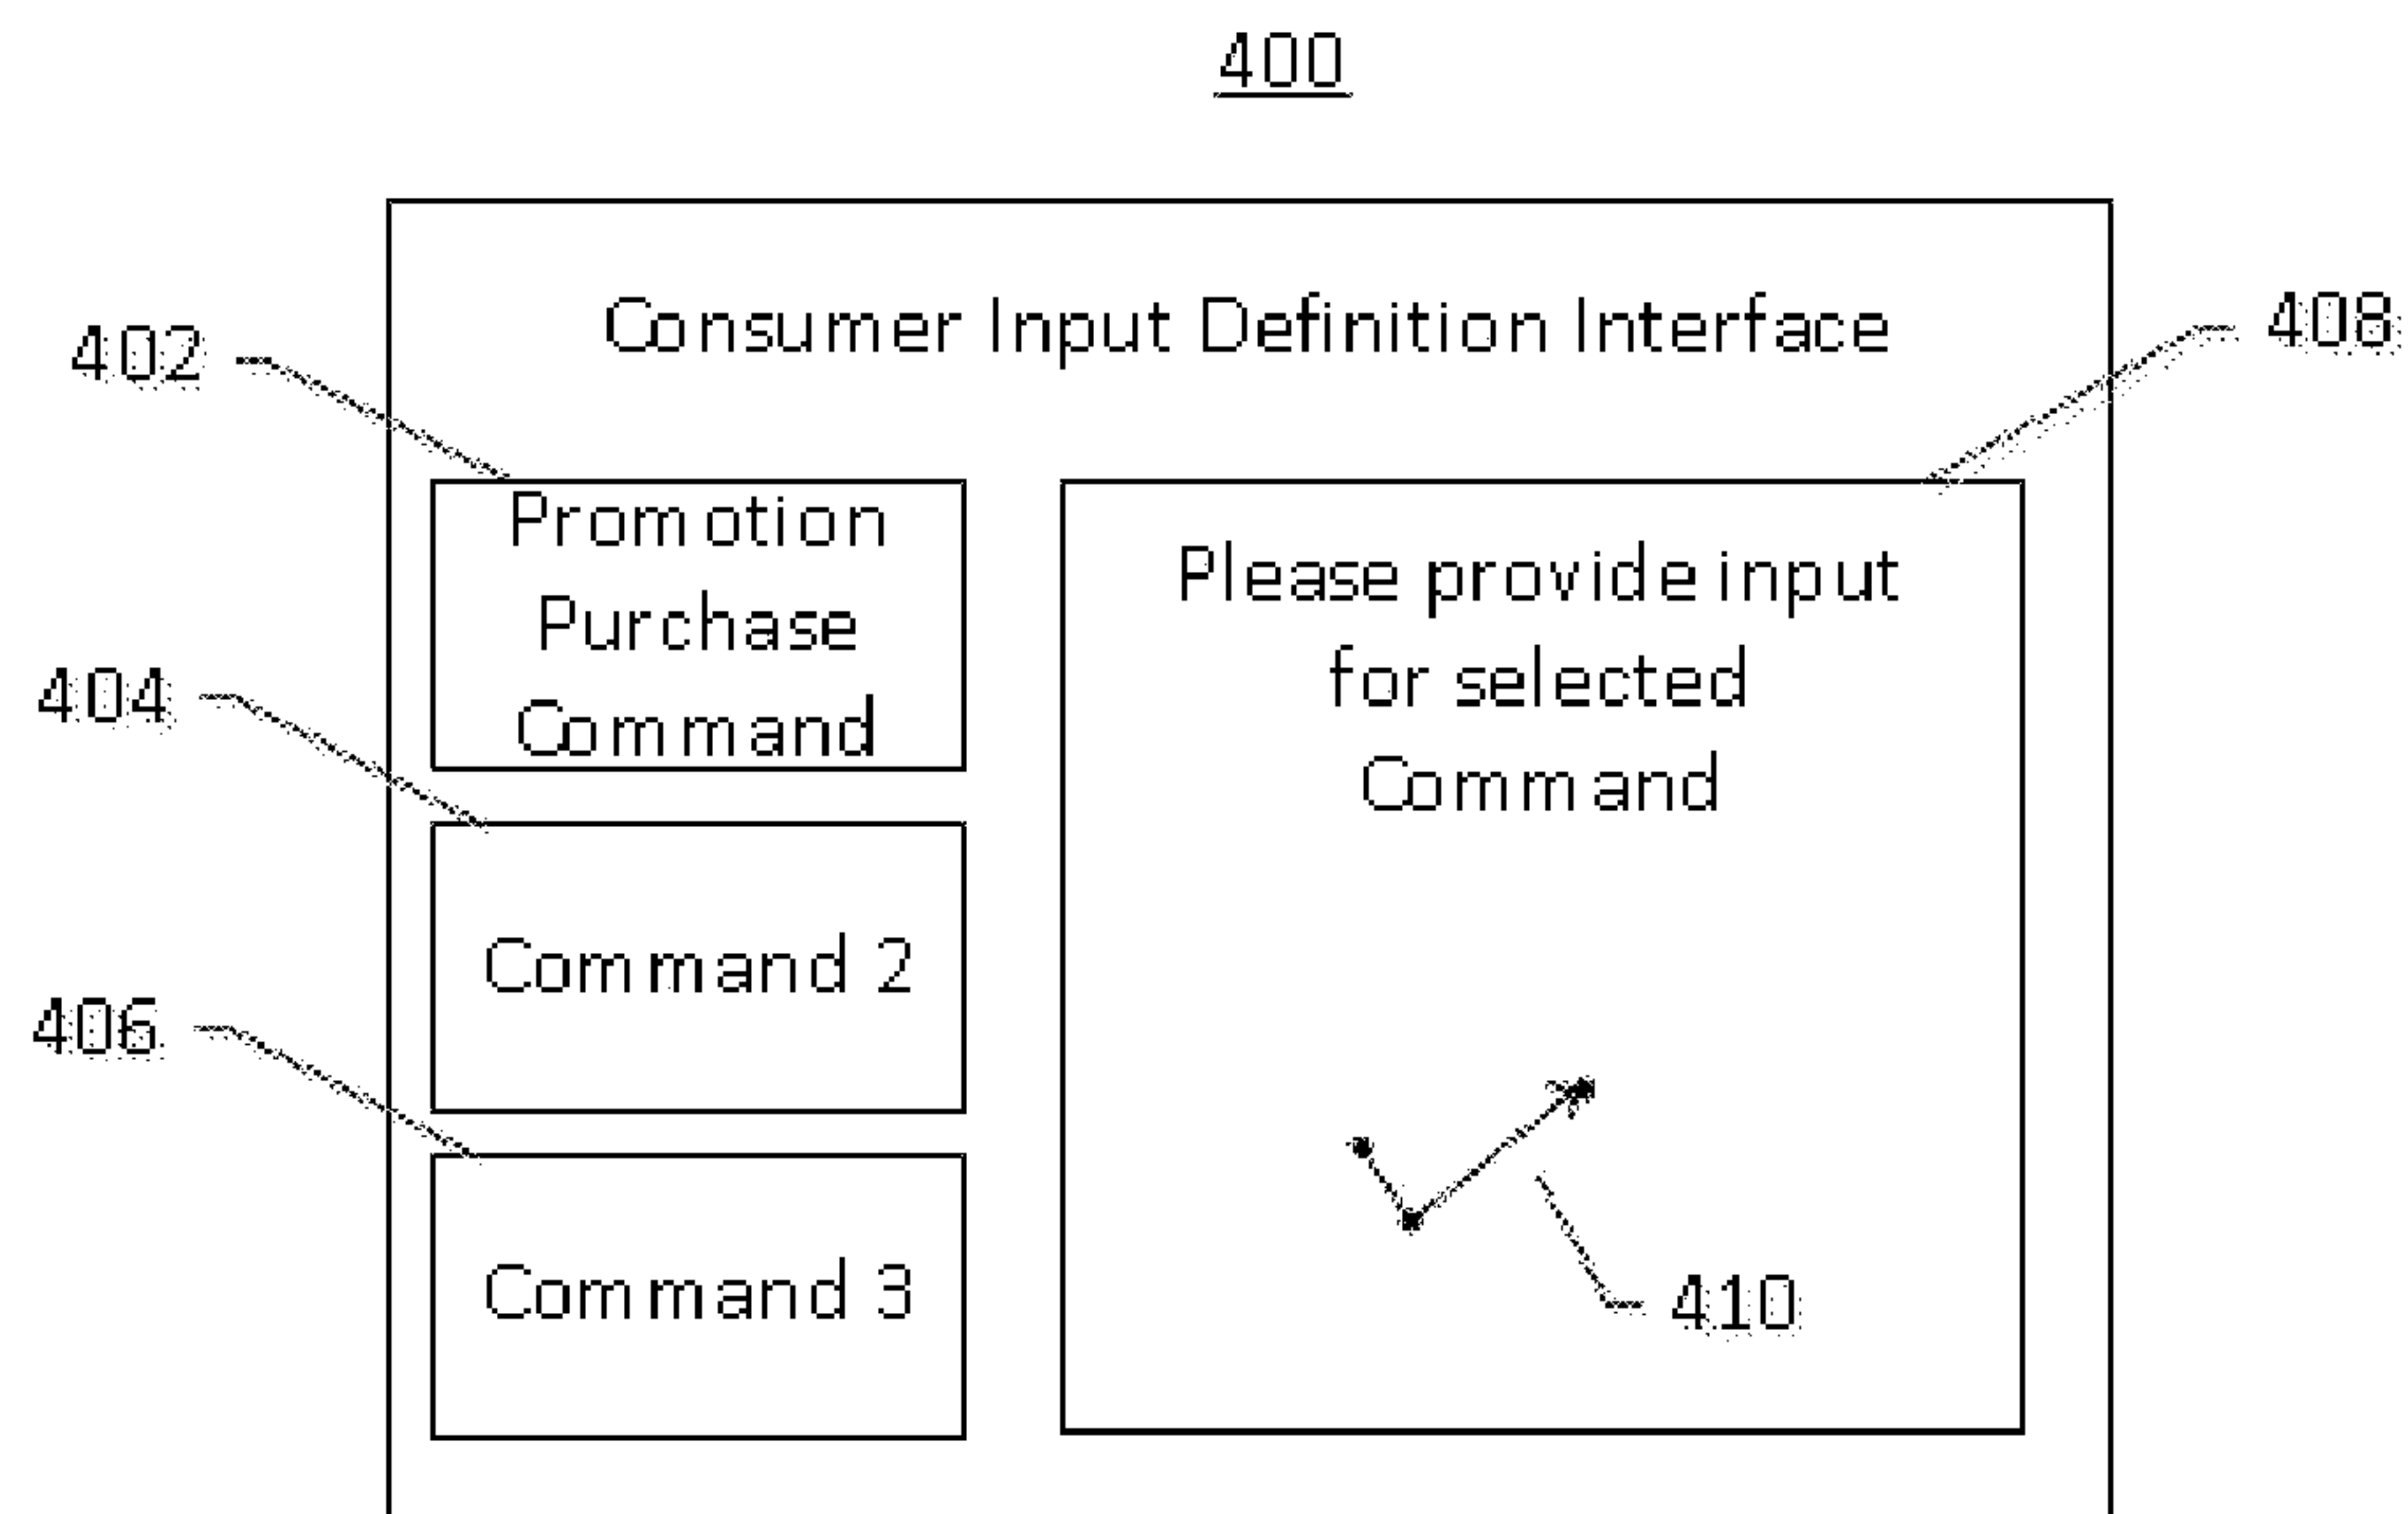 400
Consumer Input Definition Interface
402
408
Promotion
Purchase
Command
Please provide input
for selected
Command
404
Command 2
406
Command 3
410